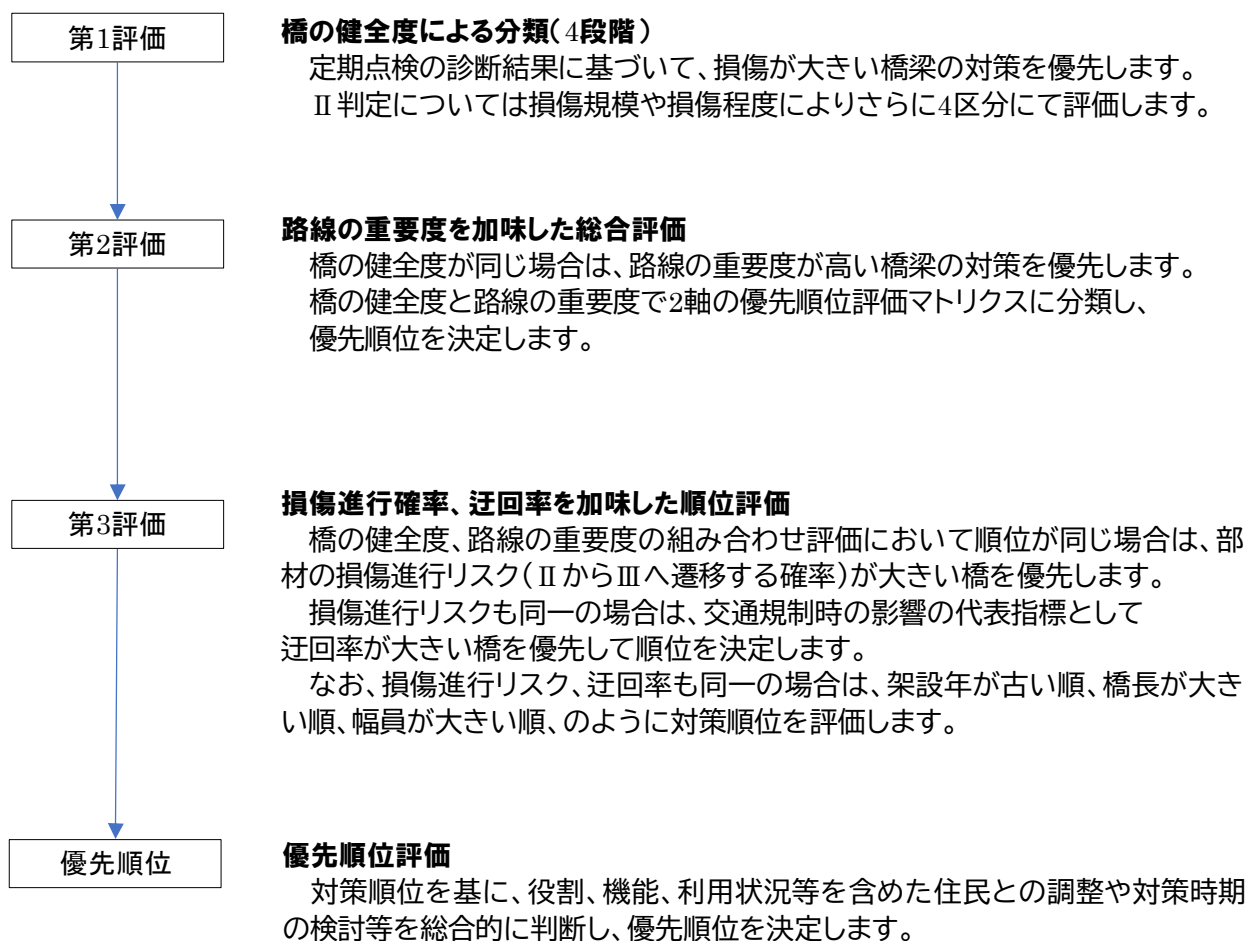 第1評価
橋の健全度による分類(4段階)
定期点検の診断結果に基づいて、損傷が大きい橋梁の対策を優先します。
Ⅱ判定については損傷規模や損傷程度によりさらに4区分にて評価します。
第2評価
路線の重要度を加味した総合評価
橋の健全度が同じ場合は、路線の重要度が高い橋梁の対策を優先します。
橋の健全度と路線の重要度で2軸の優先順位評価マトリクスに分類し、
優先順位を決定します。
第3評価
損傷進行確率、迂回率を加味した順位評価
橋の健全度、路線の重要度の組み合わせ評価において順位が同じ場合は、部
材の損傷進行リスク(ⅡからⅢへ遷移する確率)が大きい橋を優先します。
損傷進行リスクも同一の場合は、交通規制時の影響の代表指標として
迂回率が大きい橋を優先して順位を決定します。
なお、損傷進行リスク、迂回率も同一の場合は、架設年が古い順、橋長が大き
い順、幅員が大きい順、のように対策順位を評価します。
優先順位
優先順位評価
対策順位を基に、役割、機能、利用状況等を含めた住民との調整や対策時期
の検討等を総合的に判断し、優先順位を決定します。